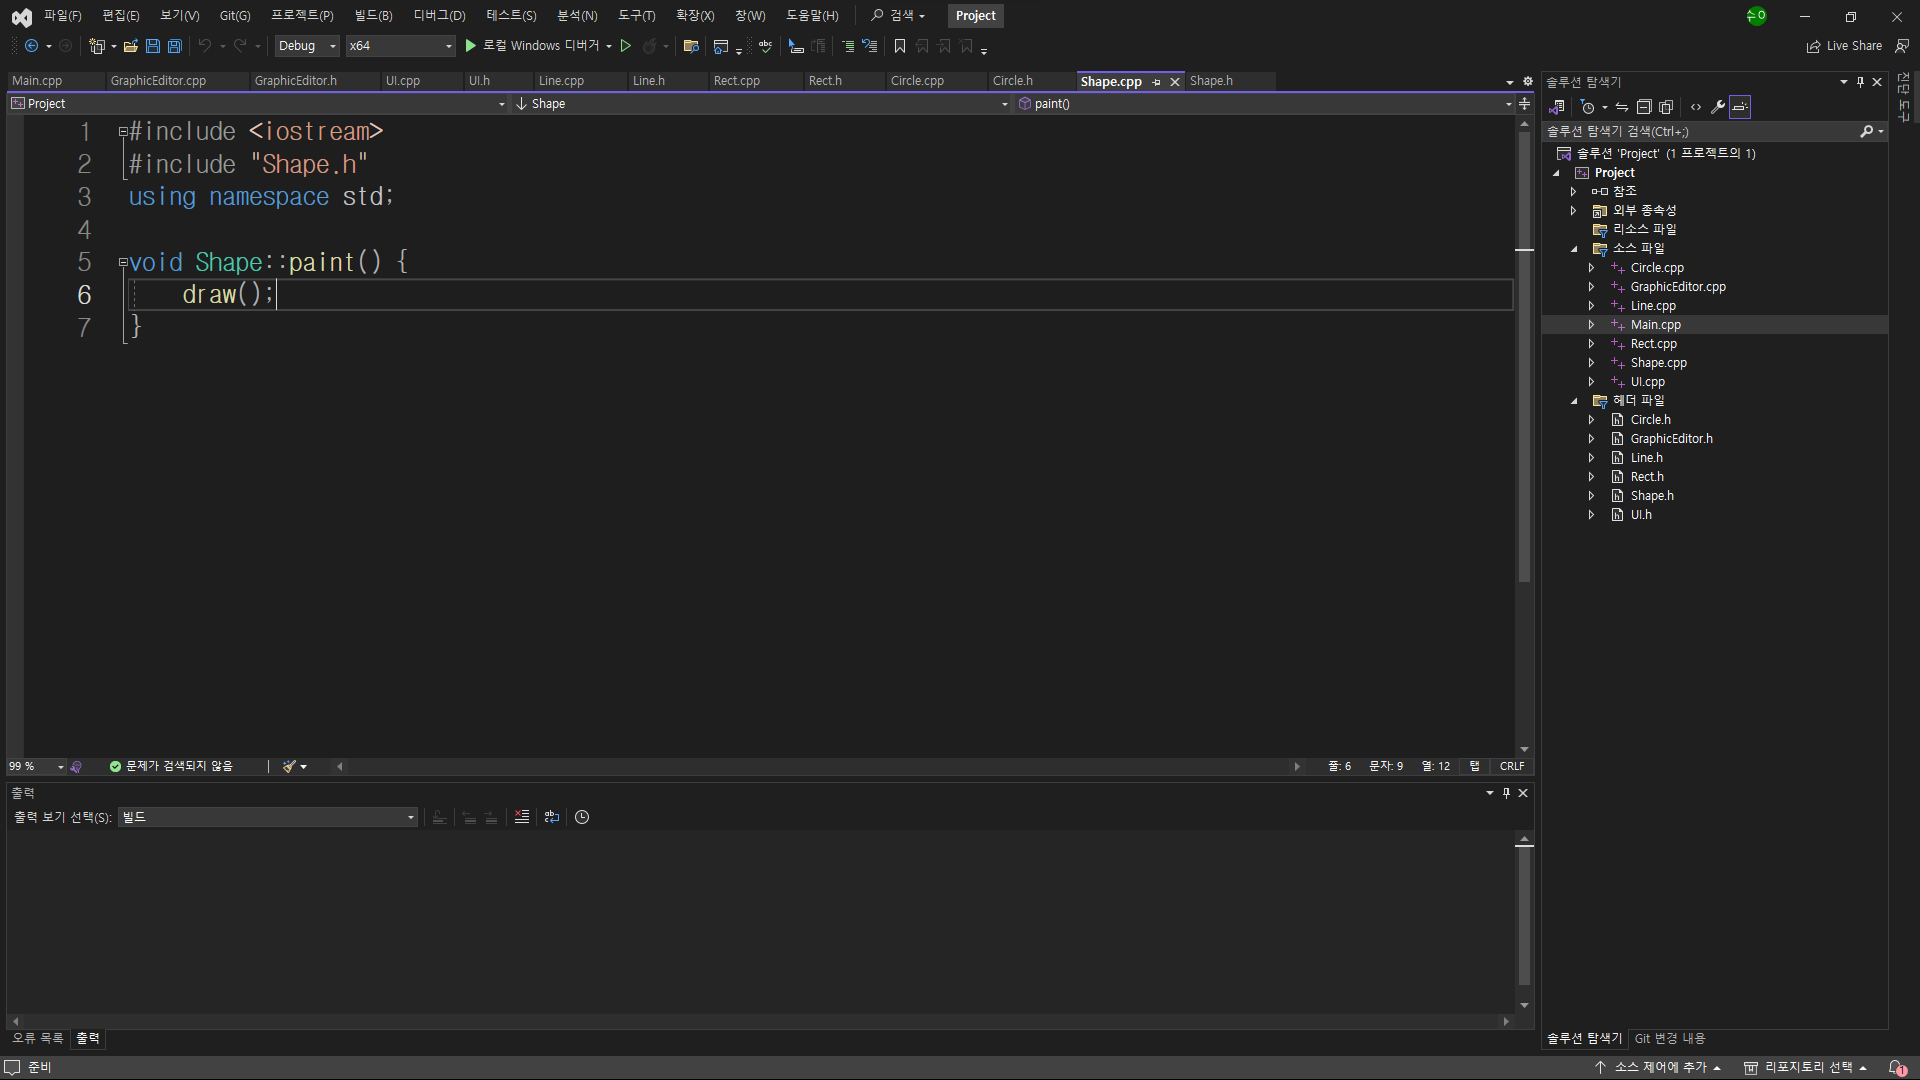 파일(F) 편집(E) 보기(V) Git(G) 프로젝트(P) 빌드(B) 디버그(D) 테스트(S) 분석(N) 도구(T) 확장(X) 창(W) 도움말(H) 검색 Project
Debug x64 로컬 Windows 디버거 Live Share
Main.cpp GraphicEditor.cpp GraphicEditor.h UI.cpp UI.h Line.cpp Line.h Rect.cpp Rect.h Circle.cpp Circle.h Shape.cpp Shape.h
Project Shape paint()
1 #include <iostream>
2 #include "Shape.h"
3 using namespace std;
4
5 void Shape::paint() {
6 draw();
7 }
99 % 문제가 검색되지 않음 줄: 6 문자: 9 열: 12 탭 CRLF
출력
출력 보기 선택(S): 빌드
오류 목록 출력
솔루션 탐색기
솔루션 탐색기 검색(Ctrl+;)
솔루션 'Project' (1 프로젝트의 1)
Project
참조
외부 종속성
리소스 파일
소스 파일
Circle.cpp
GraphicEditor.cpp
Line.cpp
Main.cpp
Rect.cpp
Shape.cpp
UI.cpp
헤더 파일
Circle.h
GraphicEditor.h
Line.h
Rect.h
Shape.h
UI.h
솔루션 탐색기 Git 변경 내용
진단 도구
준비 소스 제어에 추가 리포지토리 선택 1